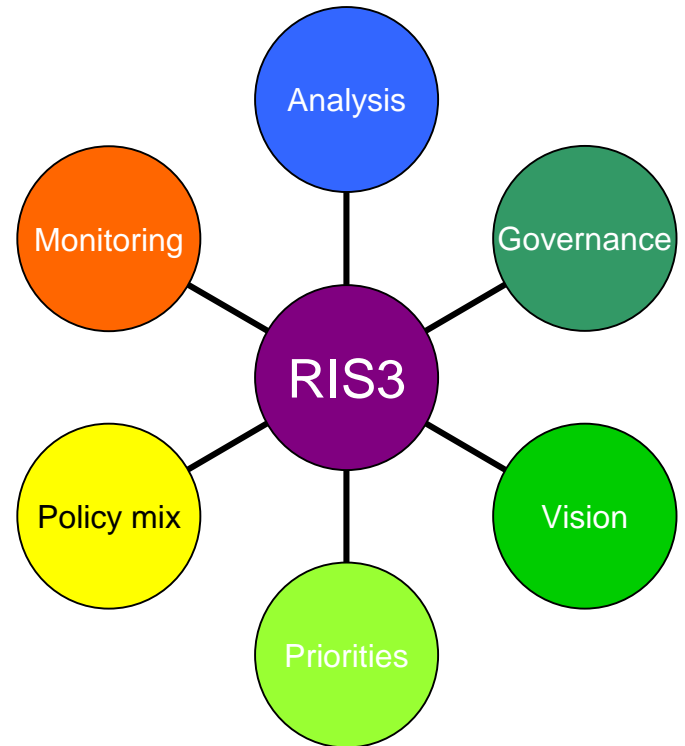 Analysis
Monitoring
Governance
RIS3
Policy mix
Vision
Priorities